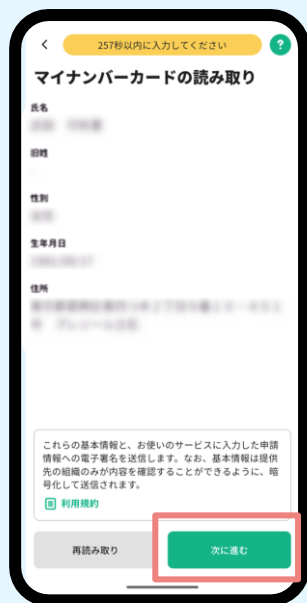 257秒以内に入力してください
?
マイナンバーカードの読み取り
氏名
旧姓
-
性別
生年月日
住所
これらの基本情報と、お使いのサービスに入力した申請
情報への電子署名を送信します。なお、基本情報は提供
先の組織のみが内容を確認することができるように、暗
号化して送信されます。
利用規約
再読み取り
次に進む